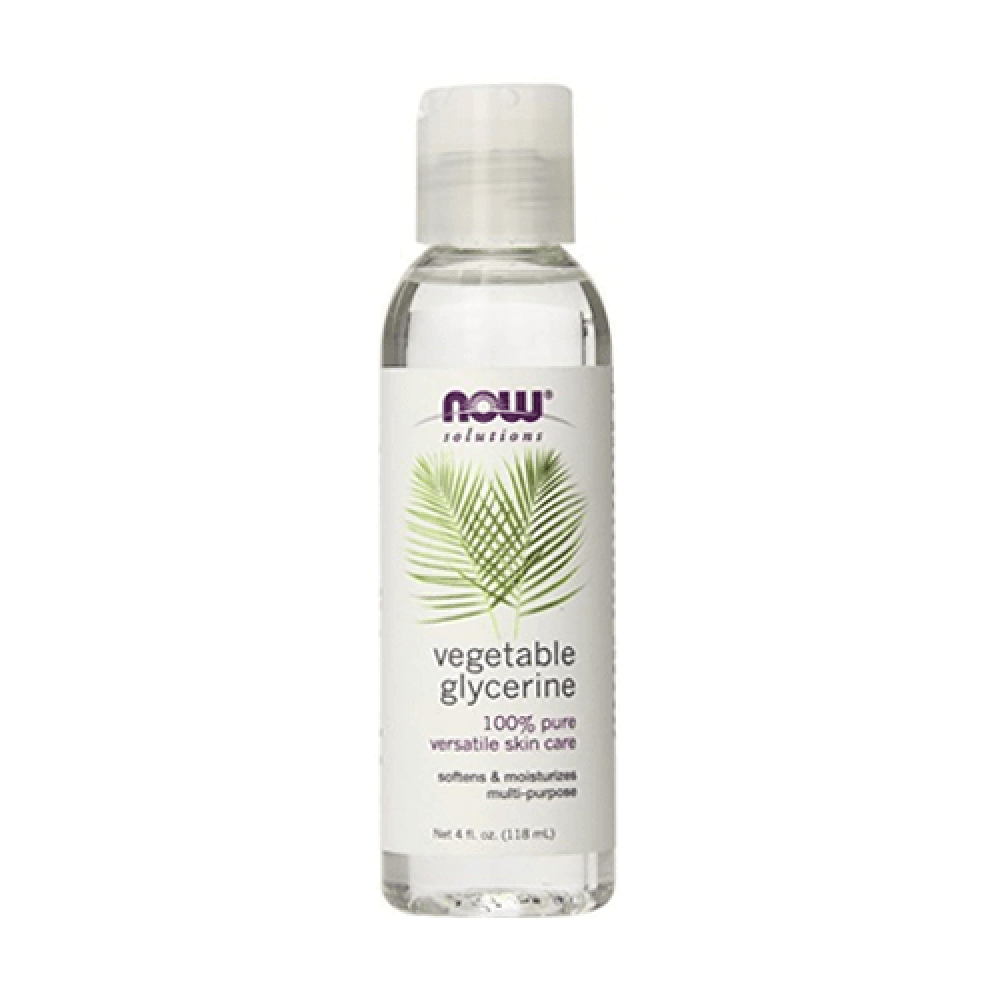 now®
solutions
vegetable
glycerine
100% pure
versatile skin care
softens & moisturizes
multi-purpose
Net 4 fl. oz. (118 mL)